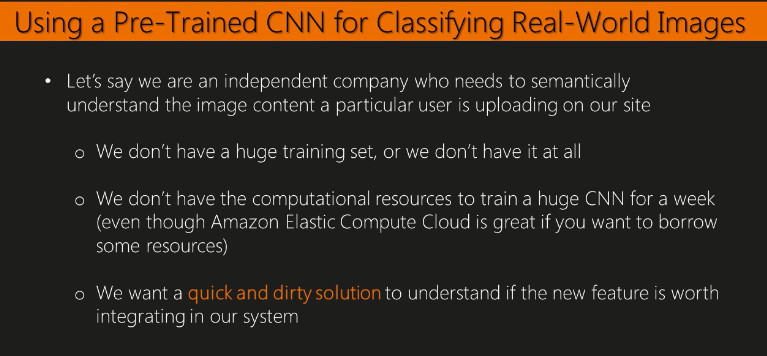 Using a Pre-Trained CNN for Classifying Real-World Images
• Let's say we are an independent company who needs to semantically
understand the image content a particular user is uploading on our site
o We don't have a huge training set, or we don't have it at all
o We don't have the computational resources to train a huge CNN for a week
(even though Amazon Elastic Compute Cloud is great if you want to borrow
some resources)
o We want a quick and dirty solution to understand if the new feature is worth
integrating in our system